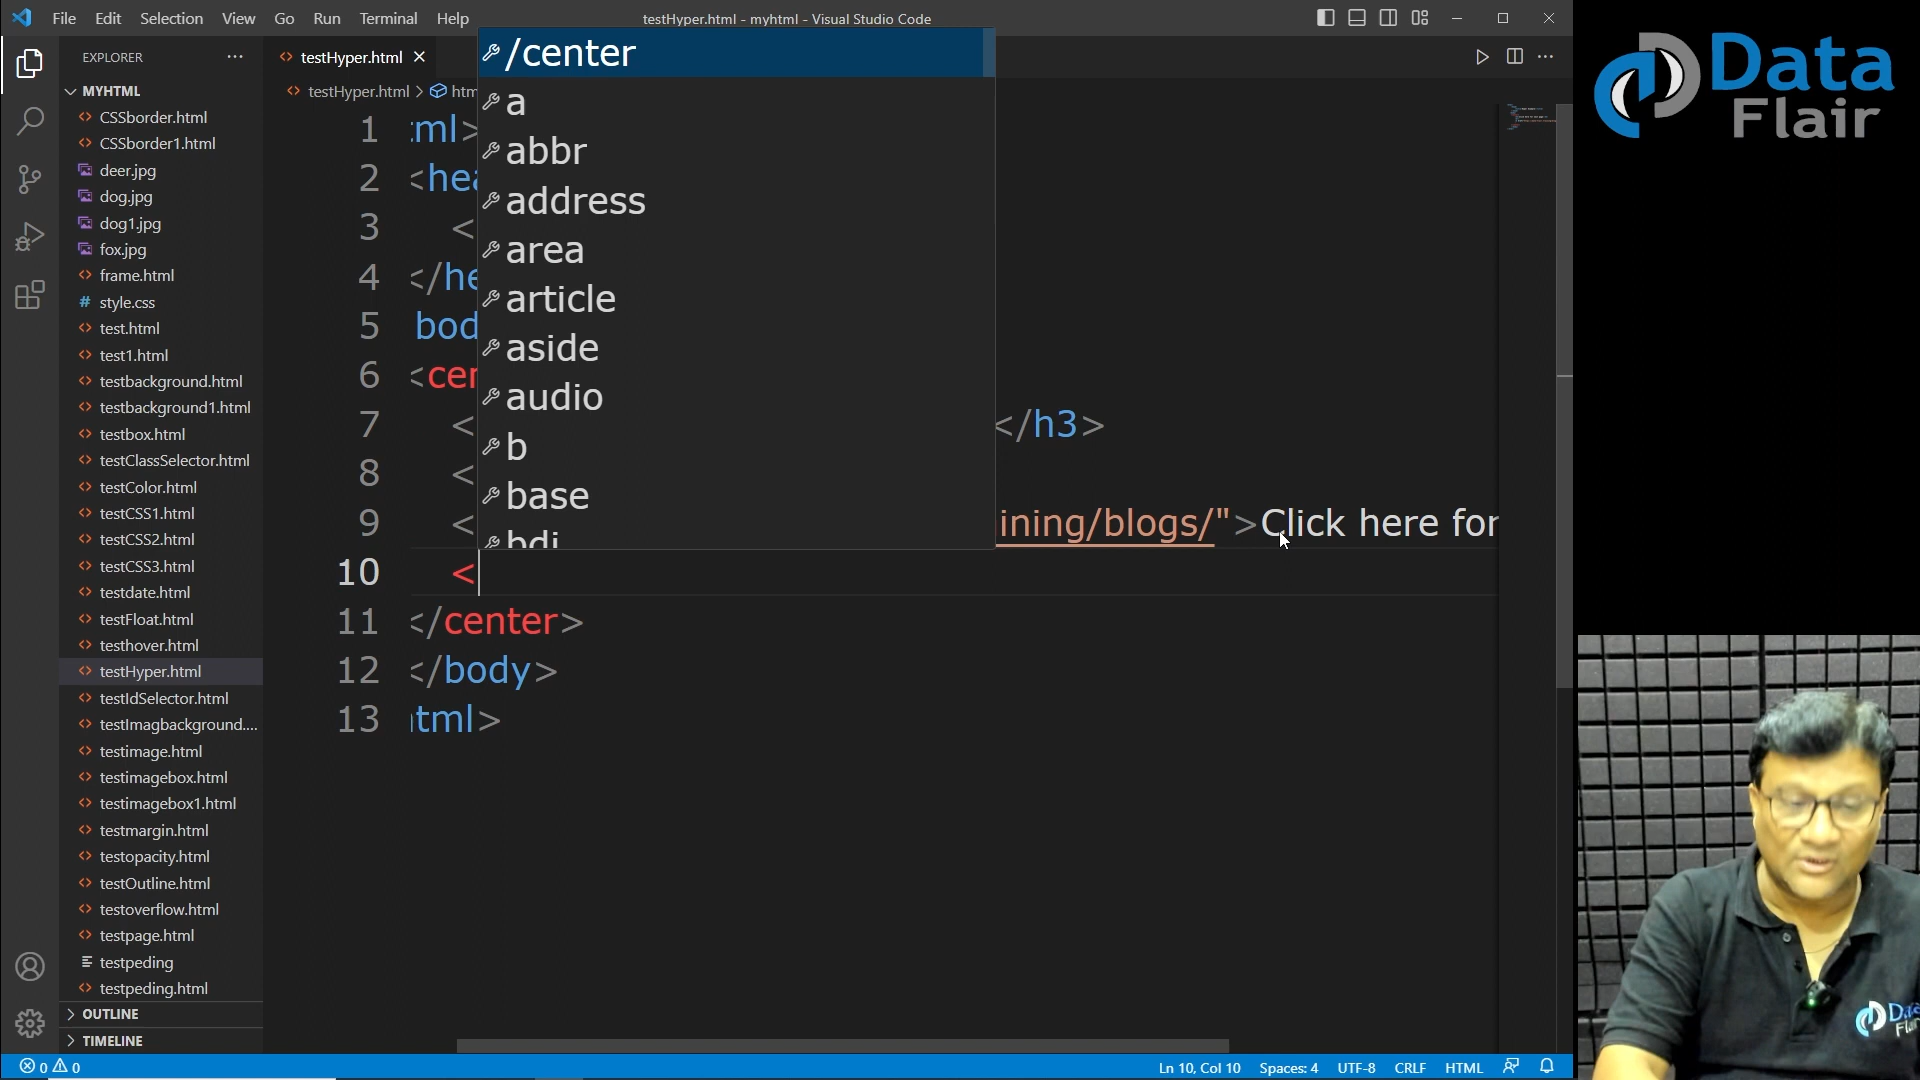 File Edit Selection View Go Run Terminal Help
testHyper.html - myhtml - Visual Studio Code
EXPLORER
MYHTML
CSSborder.html
CSSborder1.html
deer.jpg
dog.jpg
dog1.jpg
fox.jpg
frame.html
# style.css
test.html
test1.html
testbackground.html
testbackground1.html
testbox.html
testClassSelector.html
testColor.html
testCSS1.html
testCSS2.html
testCSS3.html
testdate.html
testFloat.html
testhover.html
testHyper.html
testIdSelector.html
testImagbackground....
testimage.html
testimagebox.html
testimagebox1.html
testmargin.html
testopacity.html
testOutline.html
testoverflow.html
testpage.html
testpeding
testpeding.html
OUTLINE
TIMELINE
testHyper.html
testHyper.html > htm
/center
a
abbr
address
area
article
aside
audio
b
base
bdi
1 tml>
2 <hea
3 <
4 </he
5 bod
6 <cen
7 < </h3>
8 <
9 < ining/blogs/">Click here for
10 <
11 </center>
12 </body>
13 tml>
0 0
Ln 10, Col 10 Spaces: 4 UTF-8 CRLF HTML
Data
Flair